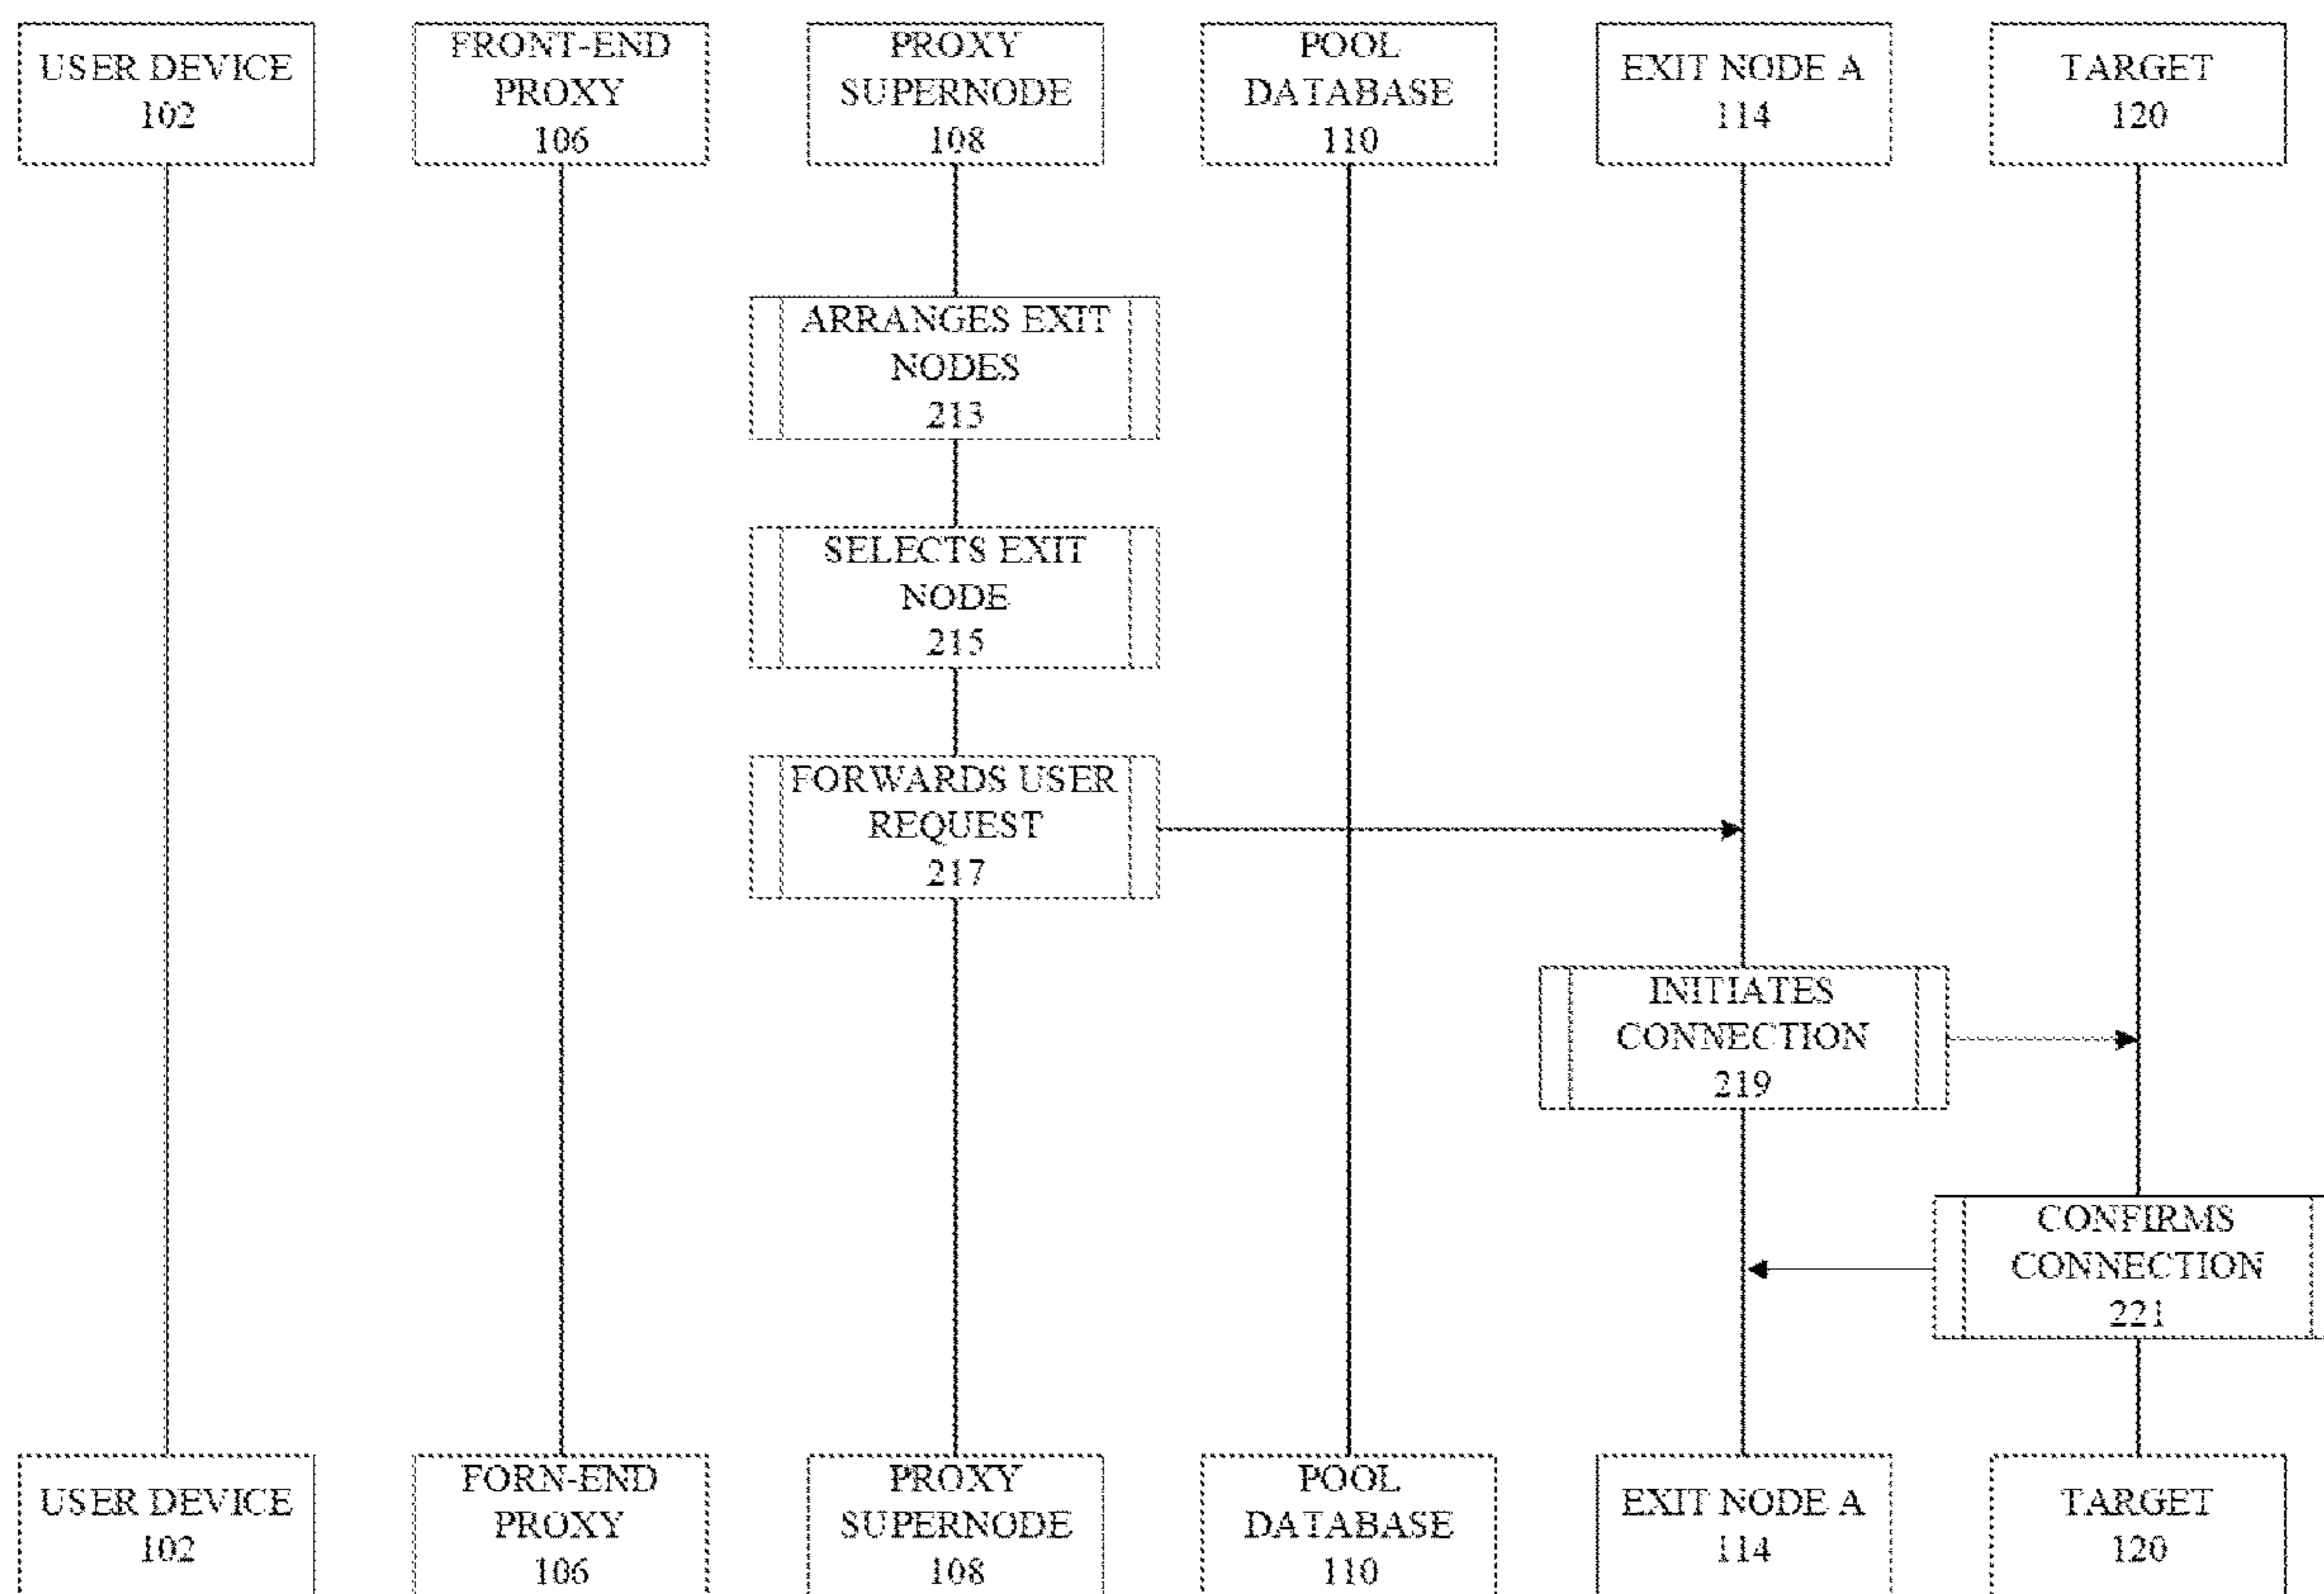 USER DEVICE
102
FRONT-END
PROXY
106
PROXY
SUPERNODE
108
POOL
DATABASE
110
EXIT NODE A
114
TARGET
120
ARRANGES EXIT
NODES
213
SELECTS EXIT
NODE
215
FORWARDS USER
REQUEST
217
INITIATES
CONNECTION
219
CONFIRMS
CONNECTION
221
USER DEVICE
102
FORN-END
PROXY
106
PROXY
SUPERNODE
108
POOL
DATABASE
110
EXIT NODE A
114
TARGET
120